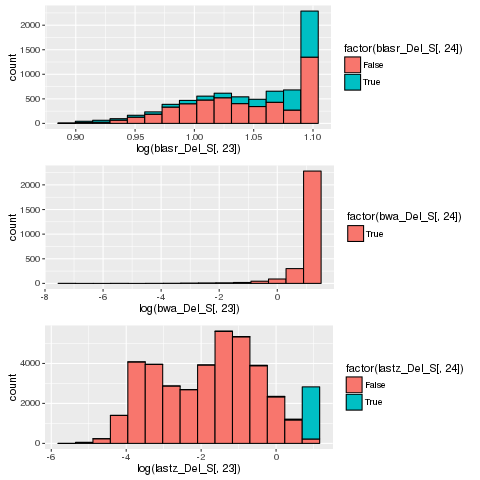 2000
1500
1000
500
0
count
0.90
0.95
1.00
1.05
1.10
log(blasr_Del_S[, 23])
factor(blasr_Del_S[, 24])
False
True
2000
1500
1000
500
0
count
-8
-6
-4
-2
0
log(bwa_Del_S[, 23])
factor(bwa_Del_S[, 24])
True
4000
2000
0
count
-6
-4
-2
0
log(lastz_Del_S[, 23])
factor(lastz_Del_S[, 24])
False
True